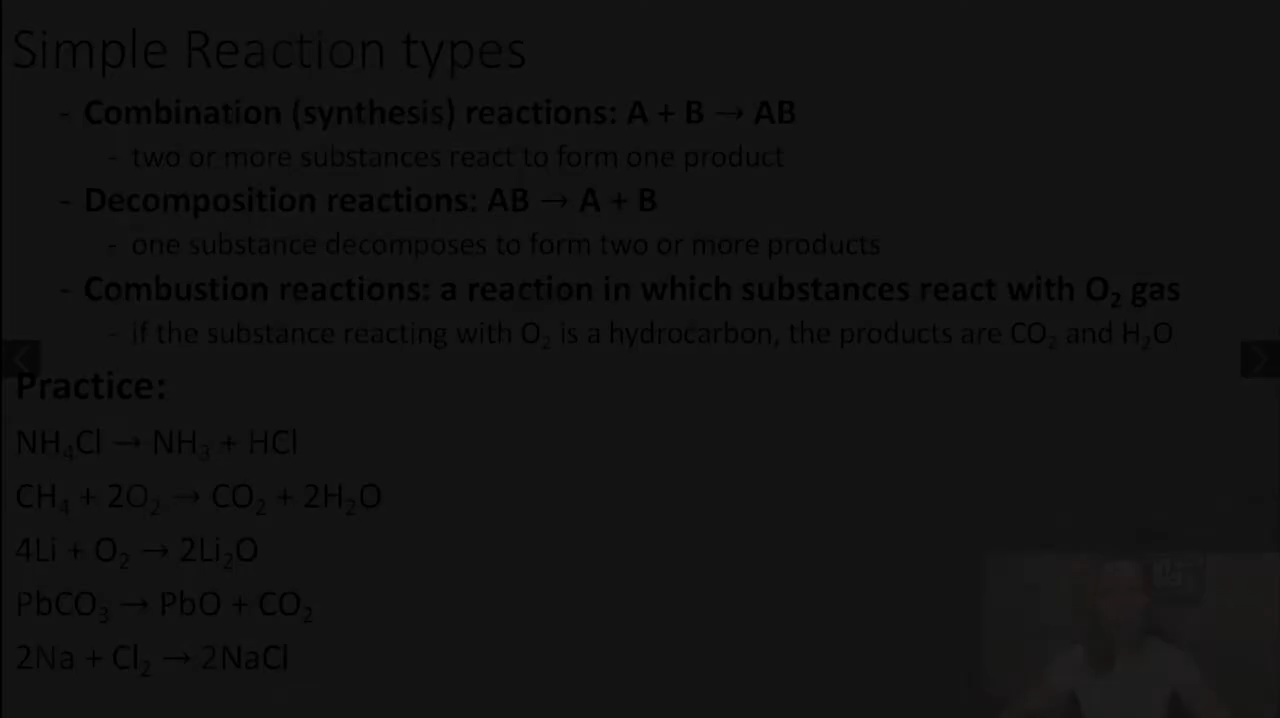 Simple Reaction types
- Combination (synthesis) reactions: A + B → AB
- two or more substances react to form one product
- Decomposition reactions: AB → A + B
- one substance decomposes to form two or more products
- Combustion reactions: a reaction in which substances react with O₂ gas
- if the substance reacting with O₂ is a hydrocarbon, the products are CO₂ and H₂O
Practice:
NH₄Cl → NH₃ + HCl
CH₄ + 2O₂ → CO₂ + 2H₂O
4Li + O₂ → 2Li₂O
PbCO₃ → PbO + CO₂
2Na + Cl₂ → 2NaCl